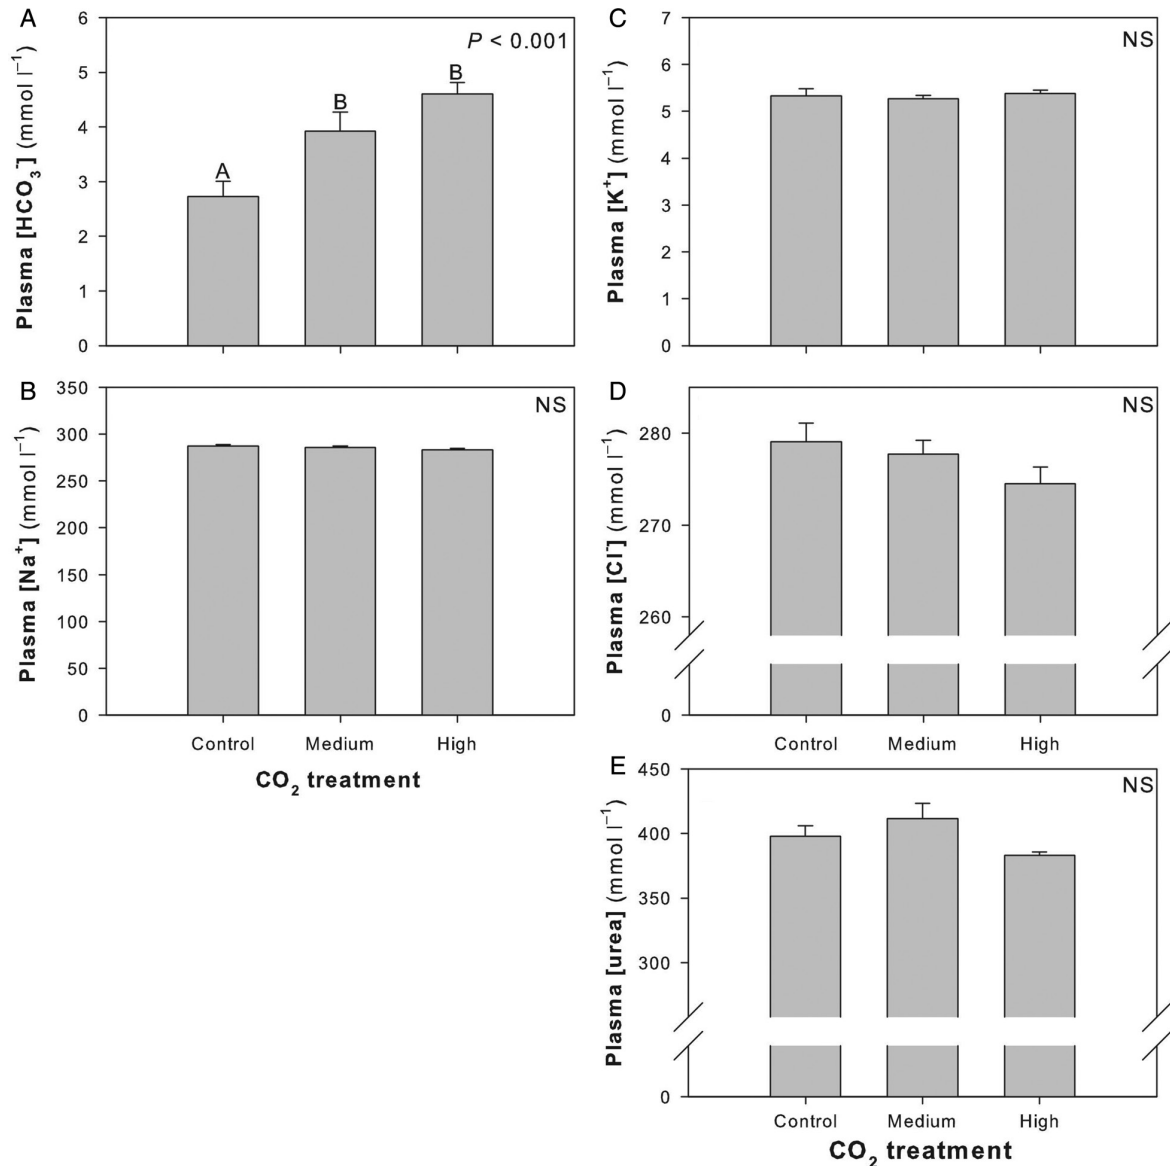 A
Plasma [HCO₃⁻] (mmol l⁻¹)
6
5
4
3
2
1
0
P < 0.001
A
B
B
B
Plasma [Na⁺] (mmol l⁻¹)
350
300
250
200
150
100
50
0
NS
Control Medium High
CO₂ treatment
C
Plasma [K⁺] (mmol l⁻¹)
7
6
5
4
3
2
1
0
NS
D
Plasma [Cl⁻] (mmol l⁻¹)
280
270
260
0
NS
Control Medium High
E
Plasma [urea] (mmol l⁻¹)
450
400
350
300
0
NS
Control Medium High
CO₂ treatment